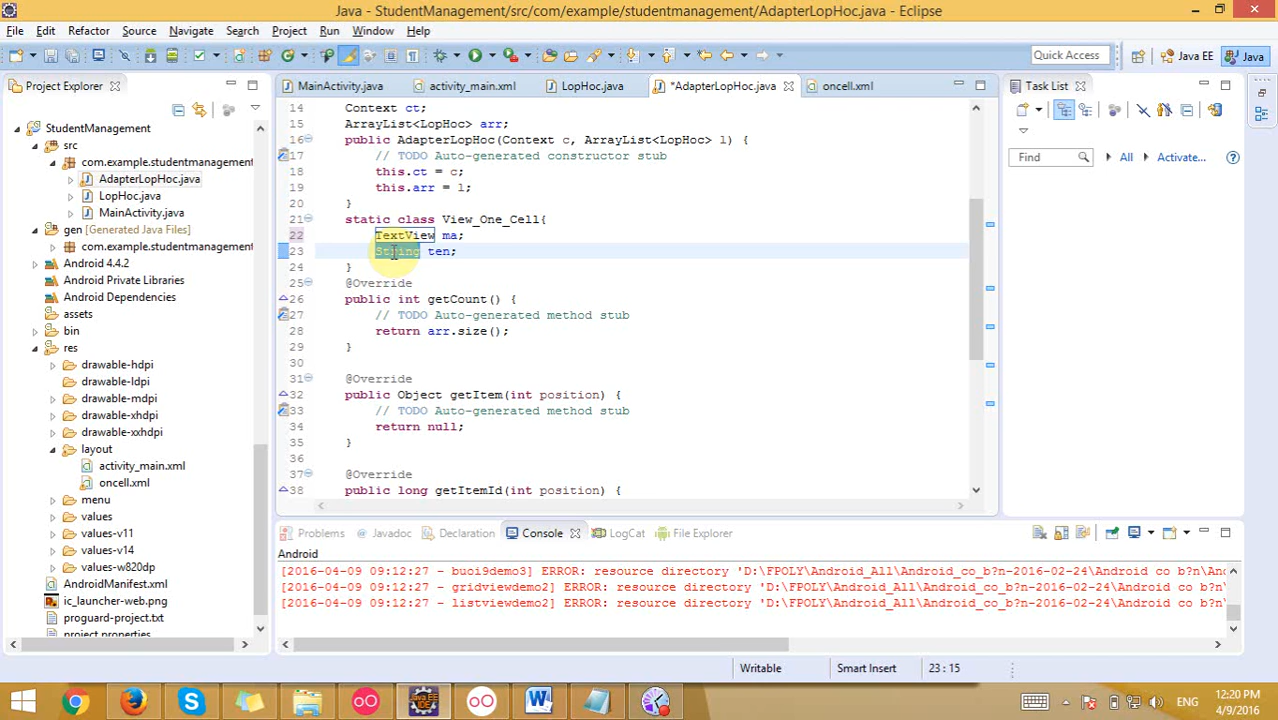 Java - StudentManagement/src/com/example/studentmanagement/AdapterLopHoc.java - Eclipse
File Edit Refactor Source Navigate Search Project Run Window Help
Quick Access
Java EE
Java
Project Explorer
StudentManagement
src
com.example.studentmanagement
AdapterLopHoc.java
LopHoc.java
MainActivity.java
gen [Generated Java Files]
com.example.studentmanagement
Android 4.4.2
Android Private Libraries
Android Dependencies
assets
bin
res
drawable-hdpi
drawable-ldpi
drawable-mdpi
drawable-xhdpi
drawable-xxhdpi
layout
activity_main.xml
oncell.xml
menu
values
values-v11
values-v14
values-w820dp
AndroidManifest.xml
ic_launcher-web.png
proguard-project.txt
project.properties
MainActivity.java
activity_main.xml
LopHoc.java
*AdapterLopHoc.java
oncell.xml
14 Context ct;
15 ArrayList<LopHoc> arr;
16 public AdapterLopHoc(Context c, ArrayList<LopHoc> l) {
17 // TODO Auto-generated constructor stub
18 this.ct = c;
19 this.arr = l;
20 }
21 static class View_One_Cell{
22 TextView ma;
23 String ten;
24 }
25 @Override
26 public int getCount() {
27 // TODO Auto-generated method stub
28 return arr.size();
29 }
30
31 @Override
32 public Object getItem(int position) {
33 // TODO Auto-generated method stub
34 return null;
35 }
36
37 @Override
38 public long getItemId(int position) {
Task List
Find
All
Activate...
Problems
Javadoc
Declaration
Console
LogCat
File Explorer
Android
[2016-04-09 09:12:27 - buoi9demo3] ERROR: resource directory 'D:\FPOLY\Android_All\Android_co_b?n-2016-02-24\Android co b?n\An
[2016-04-09 09:12:27 - gridviewdemo2] ERROR: resource directory 'D:\FPOLY\Android_All\Android_co_b?n-2016-02-24\Android co b?n
[2016-04-09 09:12:27 - listviewdemo2] ERROR: resource directory 'D:\FPOLY\Android_All\Android_co_b?n-2016-02-24\Android co b?n
Writable
Smart Insert
23 : 15
ENG
12:20 PM
4/9/2016